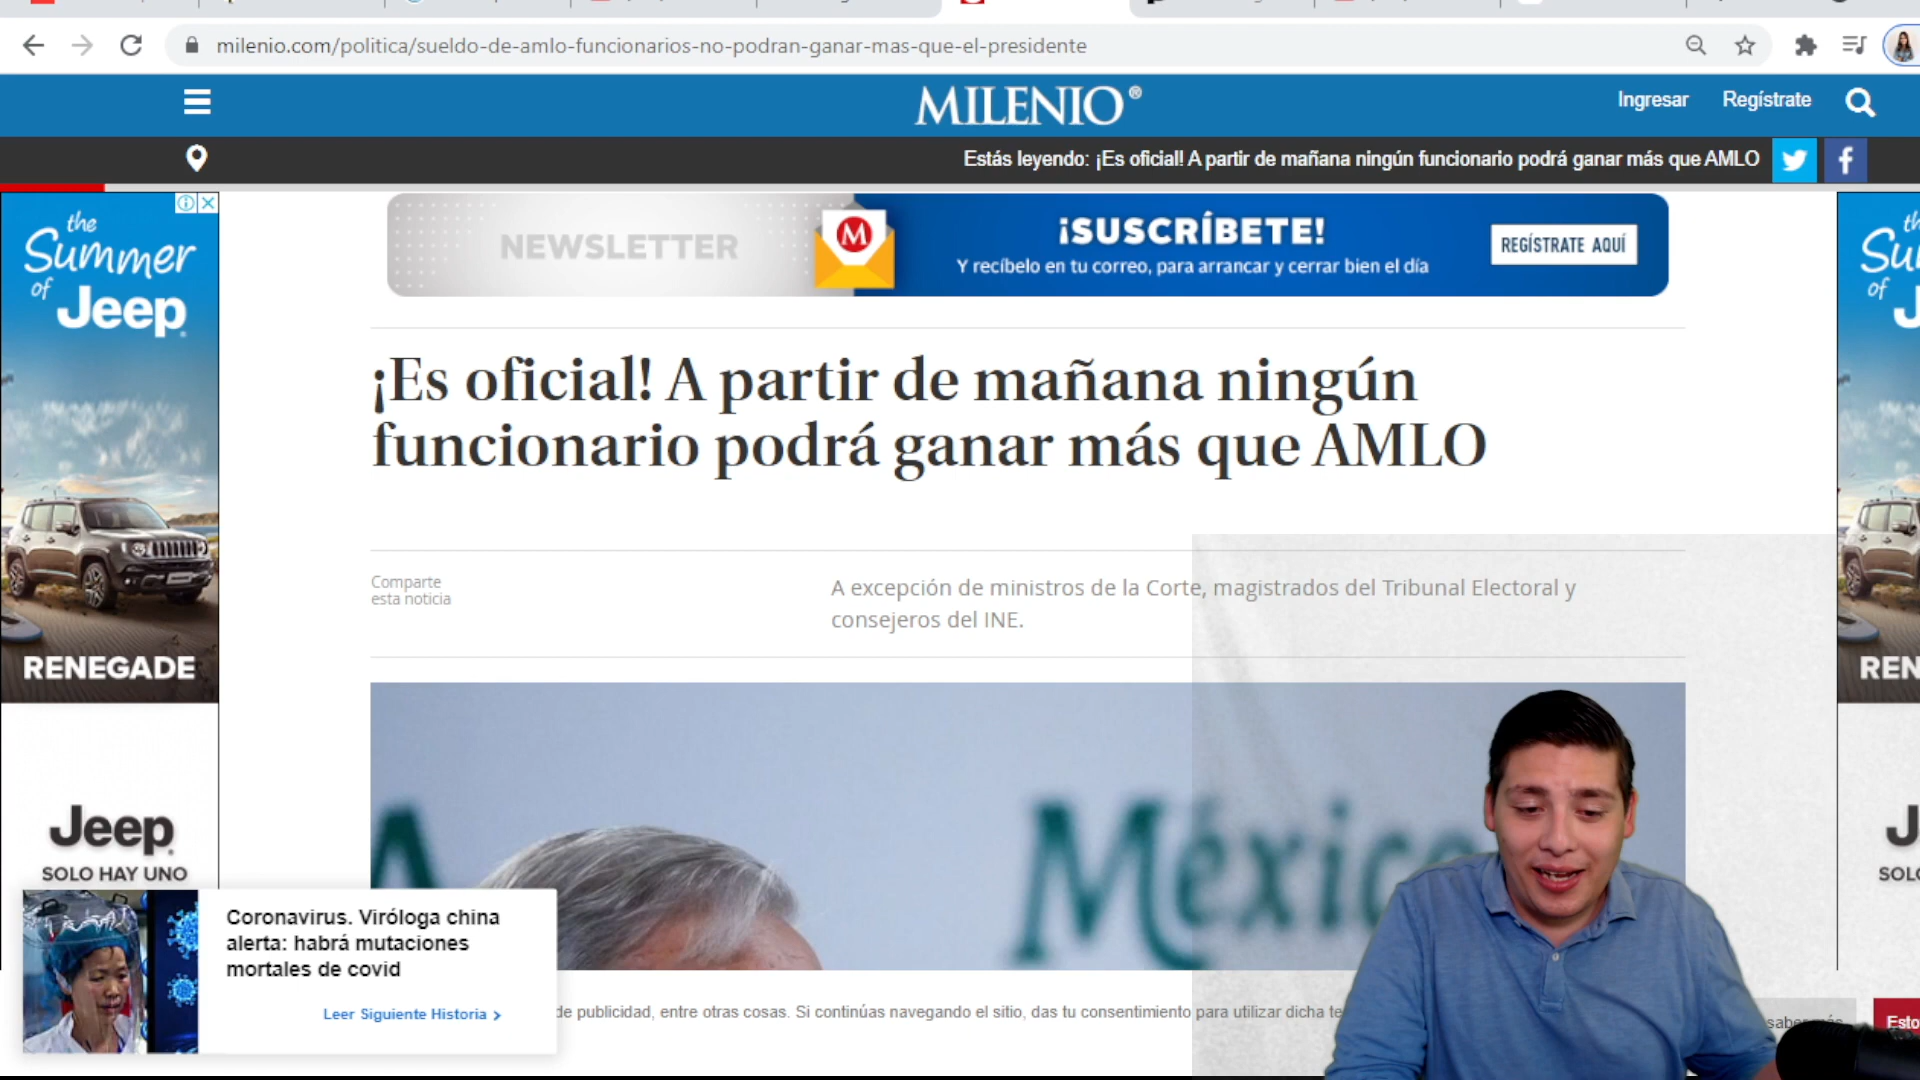 milenio.com/politica/sueldo-de-amlo-funcionarios-no-podran-ganar-mas-que-el-presidente
MILENIO®
Ingresar
Regístrate
Estás leyendo: ¡Es oficial! A partir de mañana ningún funcionario podrá ganar más que AMLO
the
Summer
of
Jeep
RENEGADE
Jeep
SOLO HAY UNO
NEWSLETTER
M
¡SUSCRÍBETE!
Y recíbelo en tu correo, para arrancar y cerrar bien el día
REGÍSTRATE AQUÍ
¡Es oficial! A partir de mañana ningún
funcionario podrá ganar más que AMLO
Comparte
esta noticia
A excepción de ministros de la Corte, magistrados del Tribunal Electoral y
consejeros del INE.
México
Coronavirus. Viróloga china
alerta: habrá mutaciones
mortales de covid
Leer Siguiente Historia >
de publicidad, entre otras cosas. Si continúas navegando el sitio, das tu consentimiento para utilizar dicha
saber más
of